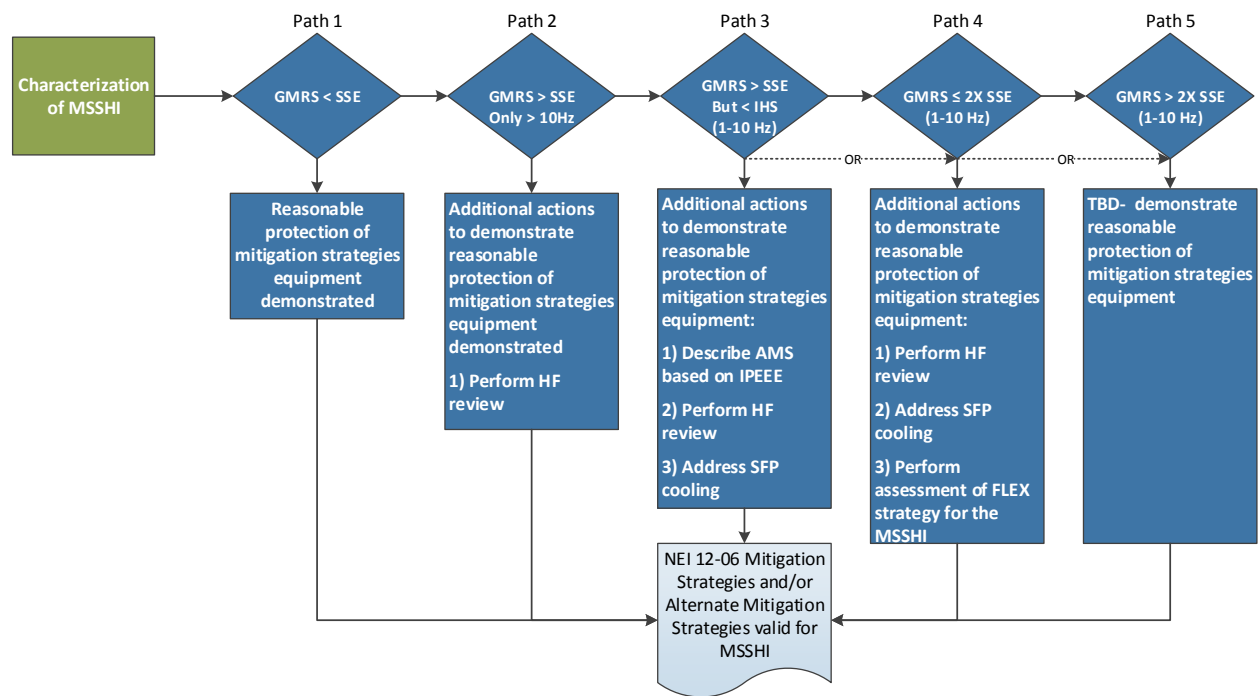 Path 1
Path 2
Path 3
Path 4
Path 5
Characterization
of MSSHI
GMRS < SSE
GMRS > SSE
Only > 10Hz
GMRS > SSE
But < IHS
(1-10 Hz)
GMRS ≤ 2X SSE
(1-10 Hz)
GMRS > 2X SSE
(1-10 Hz)
OR
OR
Reasonable
protection of
mitigation strategies
equipment
demonstrated
Additional actions
to demonstrate
reasonable
protection of
mitigation strategies
equipment
demonstrated
1) Perform HF
review
Additional actions
to demonstrate
reasonable
protection of
mitigation strategies
equipment:
1) Describe AMS
based on IPEEE
2) Perform HF
review
3) Address SFP
cooling
Additional actions
to demonstrate
reasonable
protection of
mitigation strategies
equipment:
1) Perform HF
review
2) Address SFP
cooling
3) Perform
assessment of FLEX
strategy for the
MSSHI
TBD- demonstrate
reasonable
protection of
mitigation strategies
equipment
NEI 12-06 Mitigation
Strategies and/or
Alternate Mitigation
Strategies valid for
MSSHI